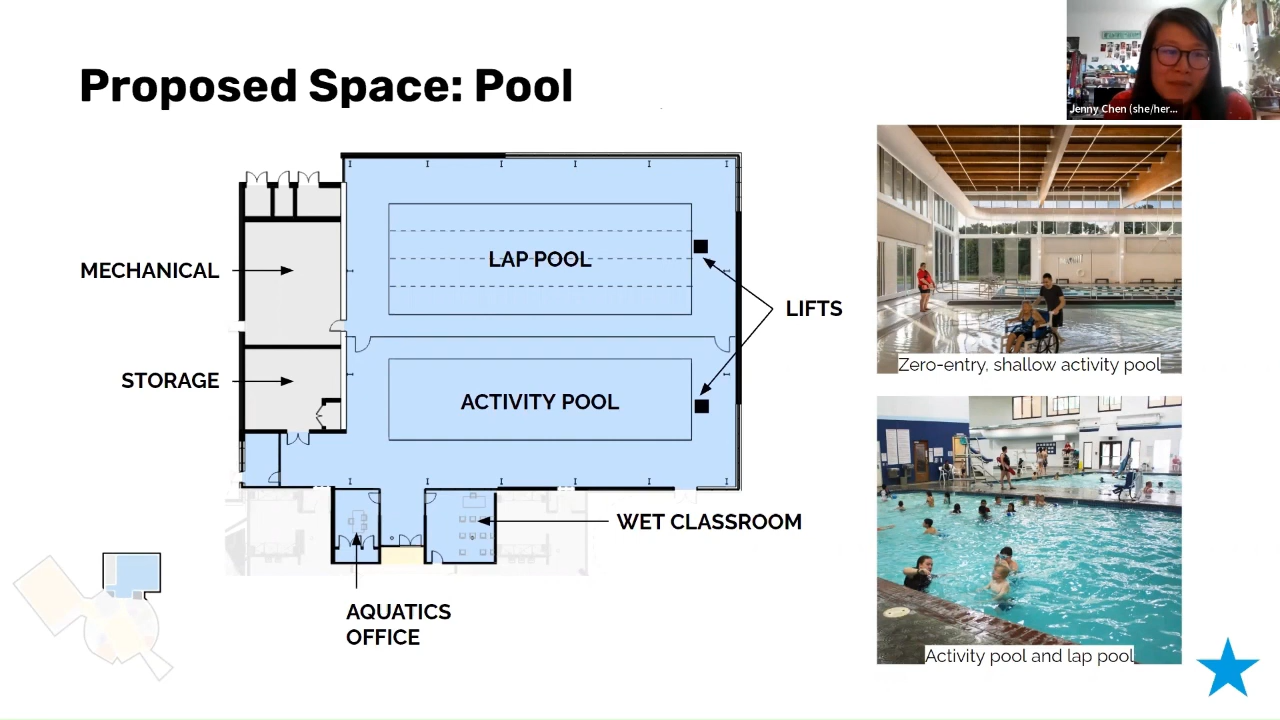 Proposed Space: Pool
Jenny Chen (she/her...
LAP POOL
MECHANICAL
LIFTS
STORAGE
ACTIVITY POOL
Zero-entry, shallow activity pool
WET CLASSROOM
AQUATICS
OFFICE
Activity pool and lap pool